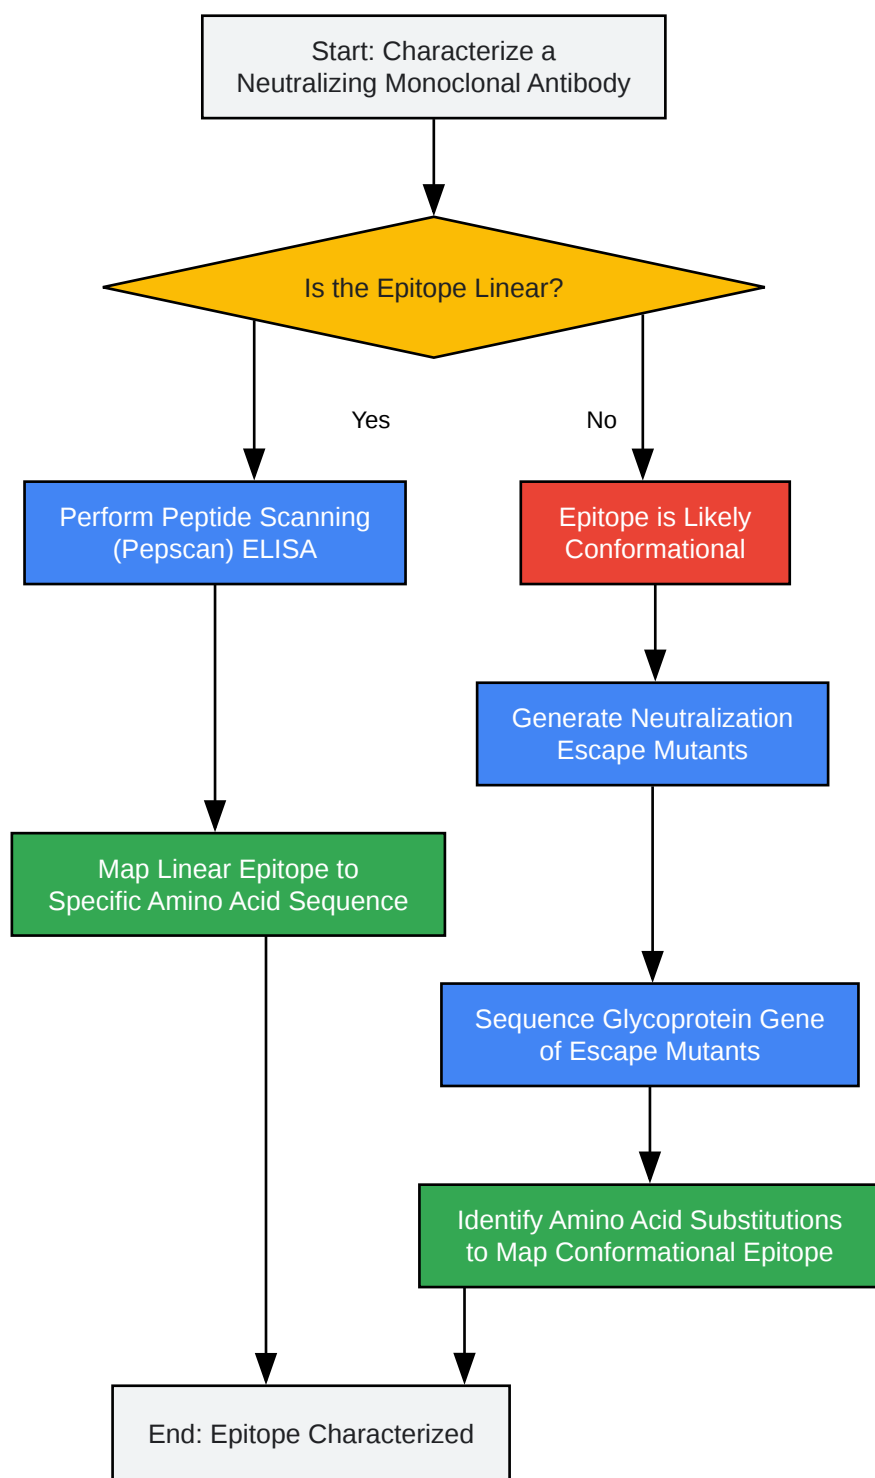 Start: Characterize a
Neutralizing Monoclonal Antibody
Is the Epitope Linear?
Yes
No
Perform Peptide Scanning
(Pepscan) ELISA
Epitope is Likely
Conformational
Generate Neutralization
Escape Mutants
Map Linear Epitope to
Specific Amino Acid Sequence
Sequence Glycoprotein Gene
of Escape Mutants
Identify Amino Acid Substitutions
to Map Conformational Epitope
End: Epitope Characterized